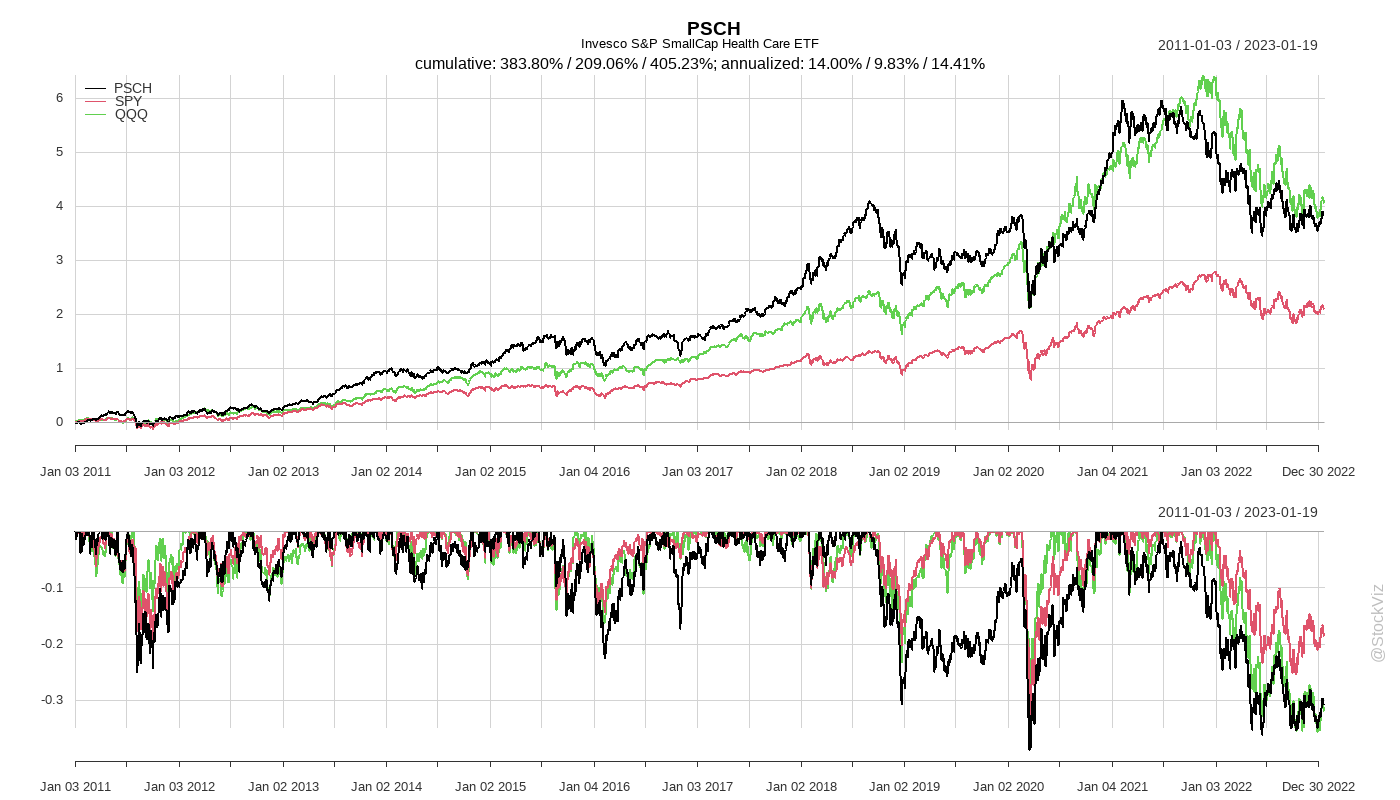 PSCH
Invesco S&P SmallCap Health Care ETF
2011-01-03 / 2023-01-19
cumulative: 383.80% / 209.06% / 405.23%; annualized: 14.00% / 9.83% / 14.41%
PSCH
SPY
QQQ
6
5
4
3
2
1
0
Jan 03 2011 Jan 03 2012 Jan 02 2013 Jan 02 2014 Jan 02 2015 Jan 04 2016 Jan 03 2017 Jan 02 2018 Jan 02 2019 Jan 02 2020 Jan 04 2021 Jan 03 2022 Dec 30 2022
2011-01-03 / 2023-01-19
-0.1
-0.2
-0.3
Jan 03 2011 Jan 03 2012 Jan 02 2013 Jan 02 2014 Jan 02 2015 Jan 04 2016 Jan 03 2017 Jan 02 2018 Jan 02 2019 Jan 02 2020 Jan 04 2021 Jan 03 2022 Dec 30 2022
@StockViz